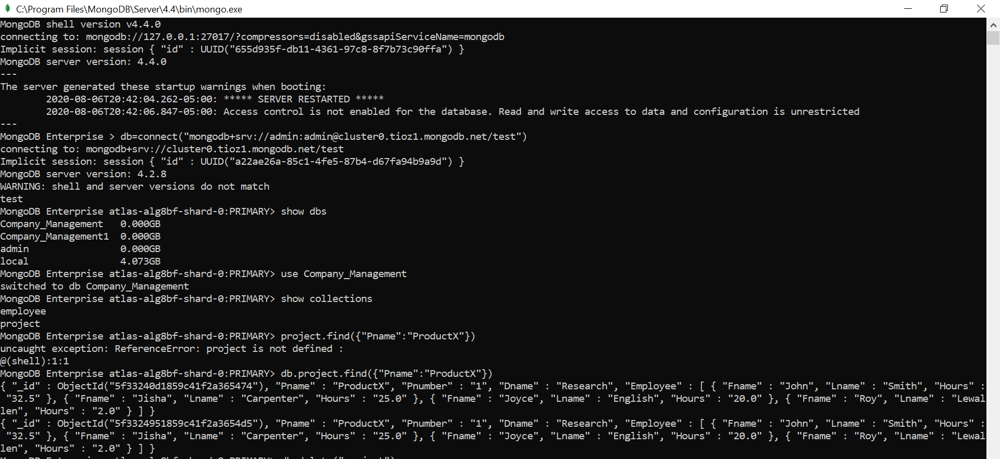 C:\Program Files\MongoDB\Server\4.4\bin\mongo.exe
MongoDB shell version v4.4.0
connecting to: mongodb://127.0.0.1:27017/?compressors=disabled&gssapiServiceName=mongodb
Implicit session: session { "id" : UUID("655d935f-db11-4361-97c8-8f7b73c90ffa") }
MongoDB server version: 4.4.0
---
The server generated these startup warnings when booting:
        2020-08-06T20:42:04.262-05:00: ***** SERVER RESTARTED *****
        2020-08-06T20:42:06.847-05:00: Access control is not enabled for the database. Read and write access to data and configuration is unrestricted
---
MongoDB Enterprise > db=connect("mongodb+srv://admin:admin@cluster0.tioz1.mongodb.net/test")
connecting to: mongodb+srv://cluster0.tioz1.mongodb.net/test
Implicit session: session { "id" : UUID("a22ae26a-85c1-4fe5-87b4-d67fa94b9a9d") }
MongoDB server version: 4.2.8
WARNING: shell and server versions do not match
test
MongoDB Enterprise atlas-alg8bf-shard-0:PRIMARY> show dbs
Company_Management   0.000GB
Company_Management1  0.000GB
admin                0.000GB
local                4.073GB
MongoDB Enterprise atlas-alg8bf-shard-0:PRIMARY> use Company_Management
switched to db Company_Management
MongoDB Enterprise atlas-alg8bf-shard-0:PRIMARY> show collections
employee
project
MongoDB Enterprise atlas-alg8bf-shard-0:PRIMARY> project.find({"Pname":"ProductX"})
uncaught exception: ReferenceError: project is not defined :
@(shell):1:1
MongoDB Enterprise atlas-alg8bf-shard-0:PRIMARY> db.project.find({"Pname":"ProductX"})
{ "_id" : ObjectId("5f33240d1859c41f2a365474"), "Pname" : "ProductX", "Pnumber" : "1", "Dname" : "Research", "Employee" : [ { "Fname" : "John", "Lname" : "Smith", "Hours" :
 "32.5" }, { "Fname" : "Jisha", "Lname" : "Carpenter", "Hours" : "25.0" }, { "Fname" : "Joyce", "Lname" : "English", "Hours" : "20.0" }, { "Fname" : "Roy", "Lname" : "Lewal
len", "Hours" : "2.0" } ] }
{ "_id" : ObjectId("5f3324951859c41f2a3654d5"), "Pname" : "ProductX", "Pnumber" : "1", "Dname" : "Research", "Employee" : [ { "Fname" : "John", "Lname" : "Smith", "Hours" :
 "32.5" }, { "Fname" : "Jisha", "Lname" : "Carpenter", "Hours" : "25.0" }, { "Fname" : "Joyce", "Lname" : "English", "Hours" : "20.0" }, { "Fname" : "Roy", "Lname" : "Lewal
len", "Hours" : "2.0" } ] }